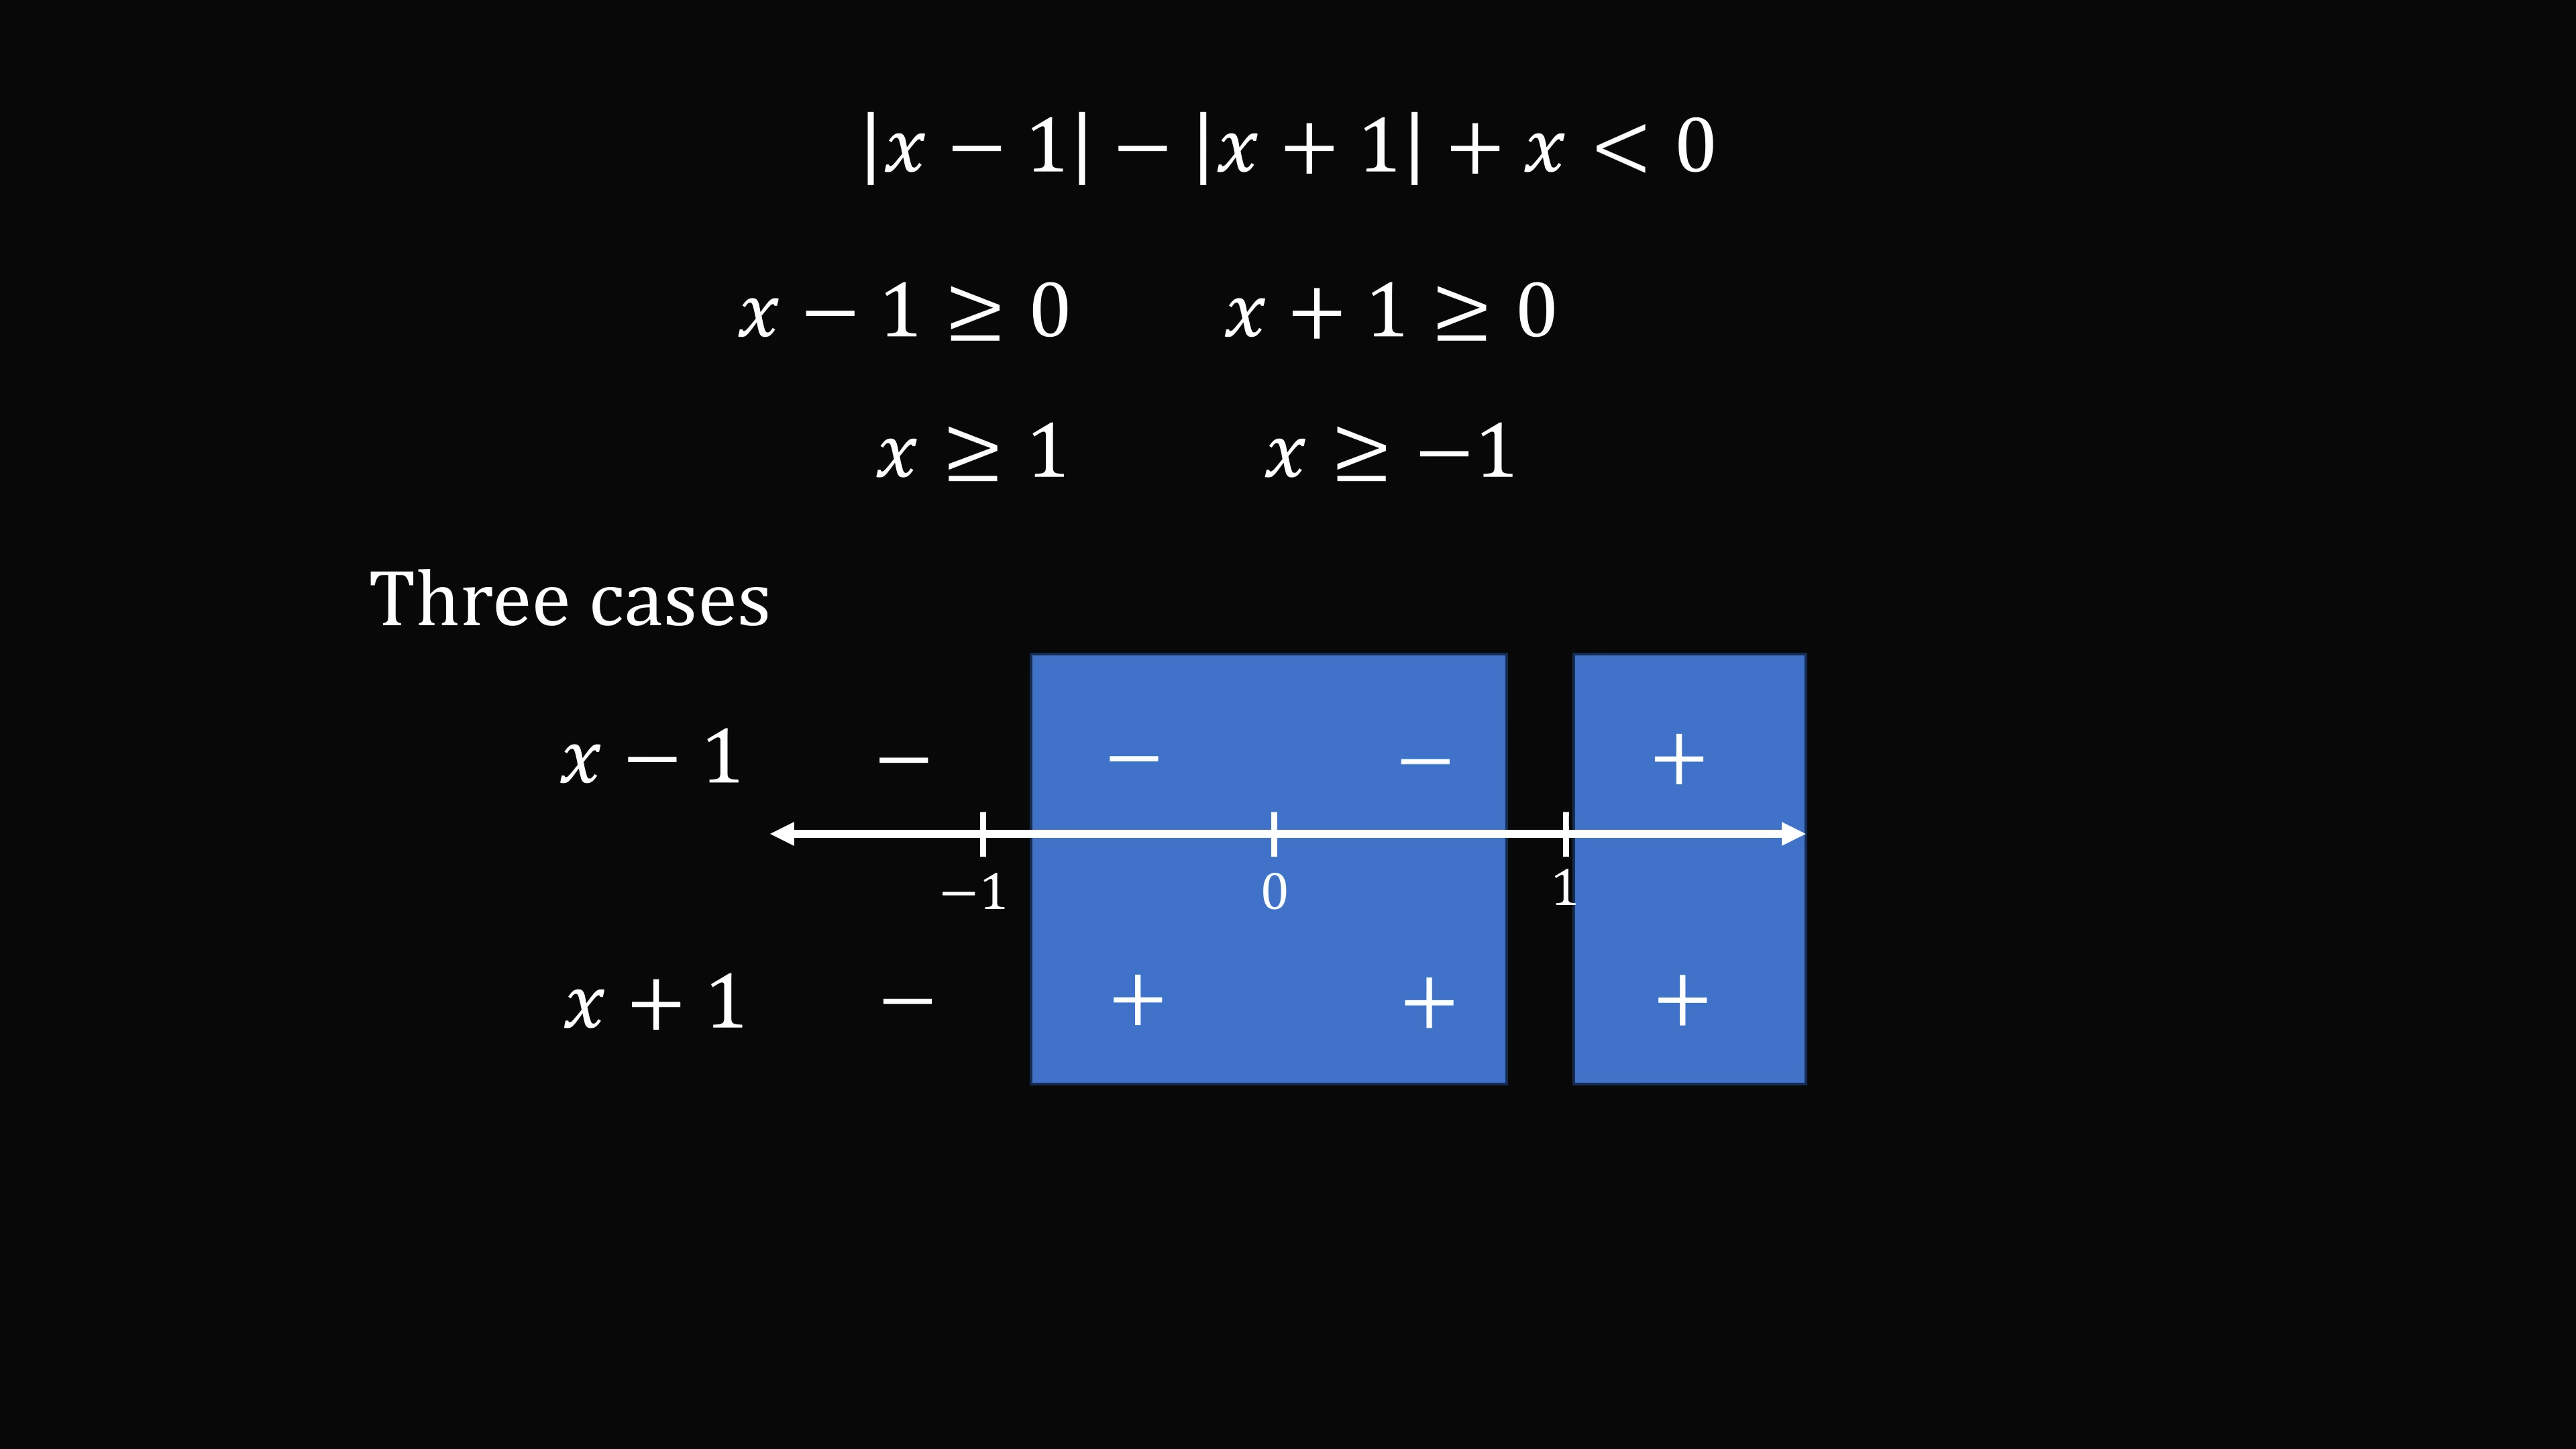 |x − 1| − |x + 1| + x < 0
x − 1 ≥ 0 x + 1 ≥ 0
x ≥ 1 x ≥ −1
Three cases
x − 1 − − − +
−1 0 1
x + 1 − + + +